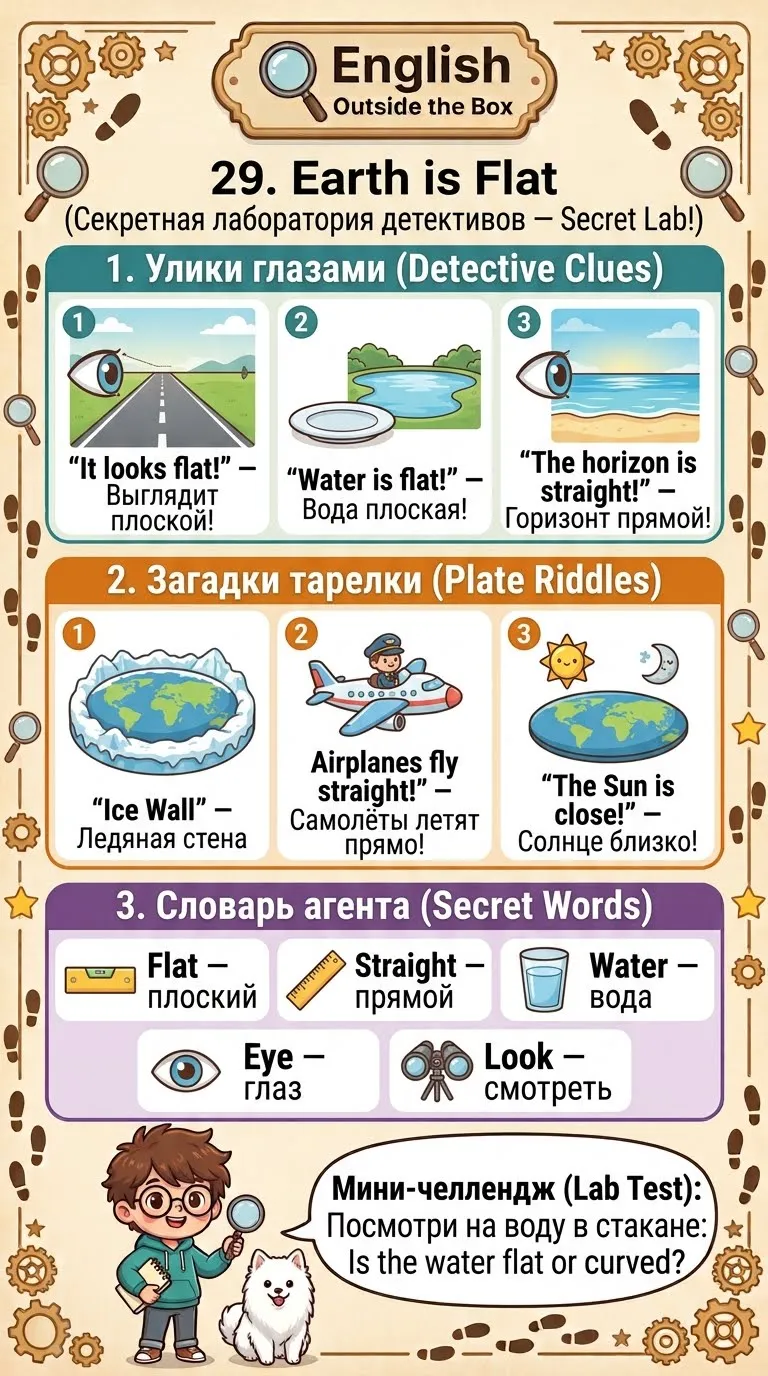 English
Outside the Box
29. Earth is Flat
(Секретная лаборатория детективов — Secret Lab!)
1. Улики глазами (Detective Clues)
1
“It looks flat!” —
Выглядит
плоской!
2
“Water is flat!” —
Вода плоская!
3
“The horizon is
straight!” —
Горизонт прямой!
2. Загадки тарелки (Plate Riddles)
1
“Ice Wall” —
Ледяная стена
2
Airplanes fly
straight!” —
Самолёты летят
прямо!
3
“The Sun is
close!” —
Солнце близко!
3. Словарь агента (Secret Words)
Flat —
плоский
Straight —
прямой
Water —
вода
Eye —
глаз
Look —
смотреть
Мини-челлендж (Lab Test):
Посмотри на воду в стакане:
Is the water flat or curved?